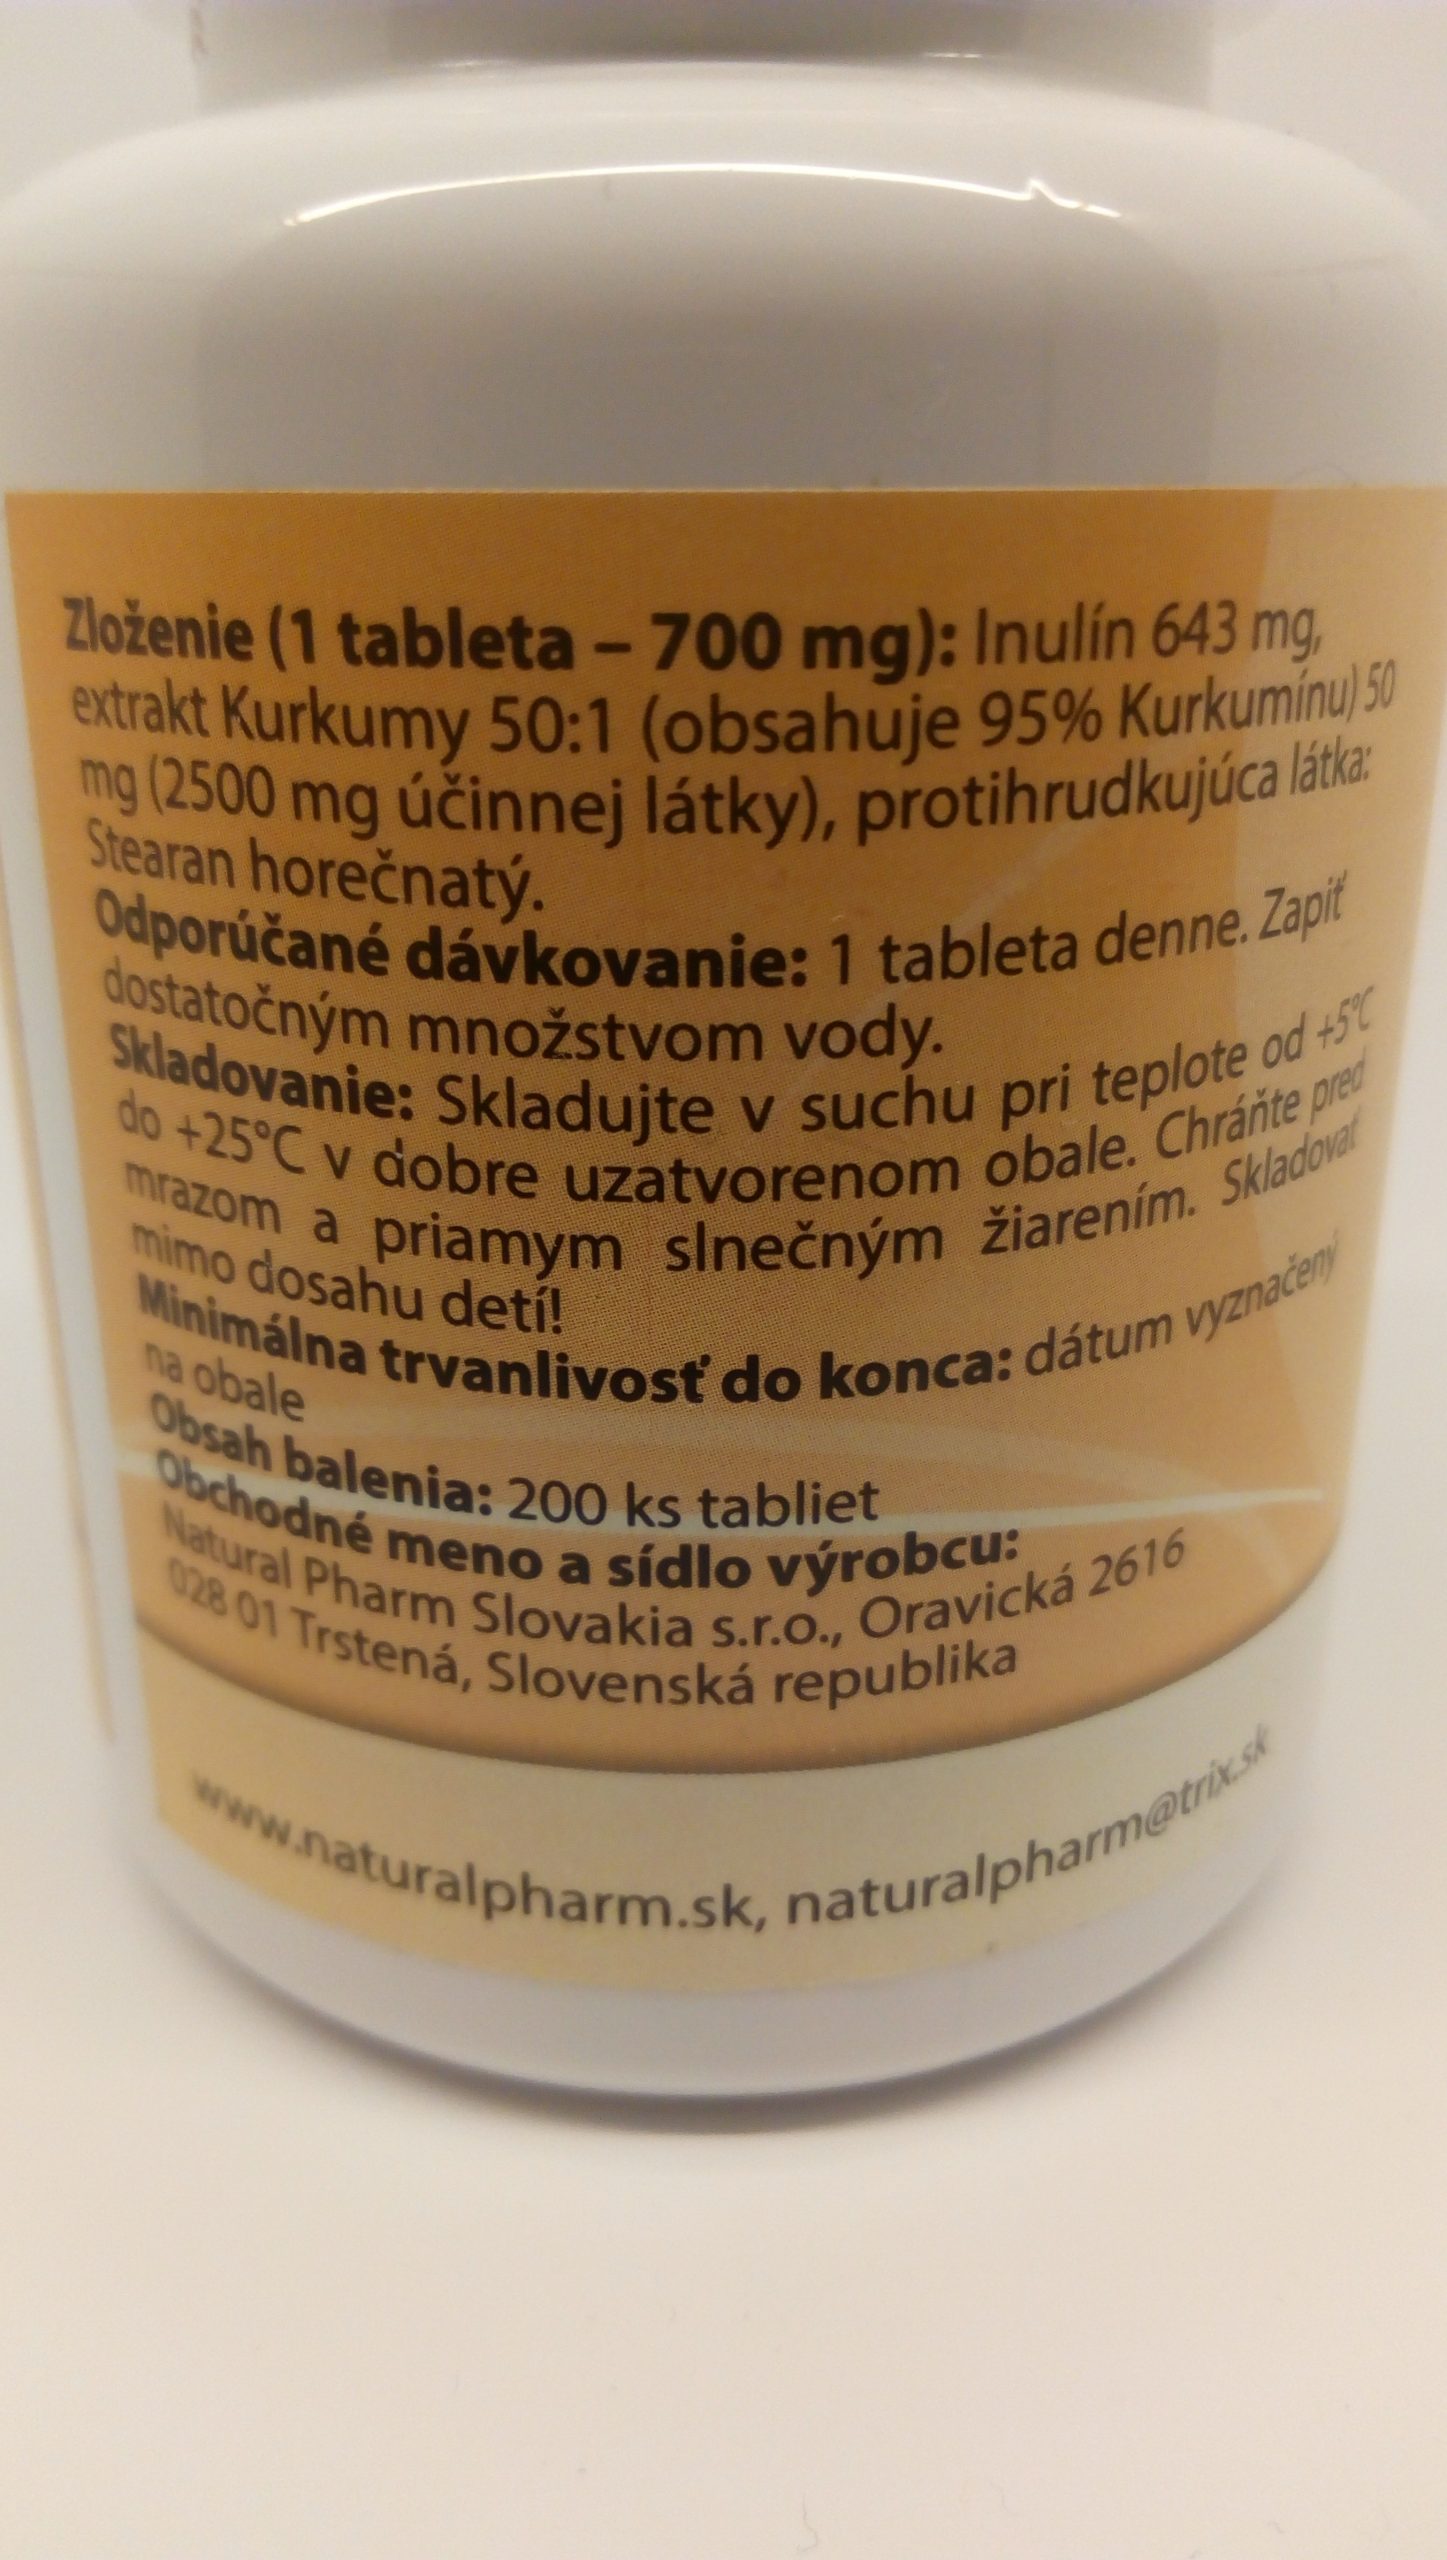 Zloženie (1 tableta – 700 mg): Inulín 643 mg,
extrakt Kurkumy 50:1 (obsahuje 95% Kurkumínu) 50
mg (2500 mg účinnej látky), protihrudkujúca látka:
Stearan horečnatý.
Odporúčané dávkovanie: 1 tableta denne. Zapiť
dostatočným množstvom vody.
Skladovanie: Skladujte v suchu pri teplote od +5°C
do +25°C v dobre uzatvorenom obale. Chráňte pred
mrazom a priamym slnečným žiarením. Skladovať
mimo dosahu detí!
Minimálna trvanlivosť do konca: dátum vyznačený
na obale
Obsah balenia: 200 ks tabliet
Obchodné meno a sídlo výrobcu:
Natural Pharm Slovakia s.r.o., Oravická 2616
028 01 Trstená, Slovenská republika
www.naturalpharm.sk, naturalpharm@trix.sk